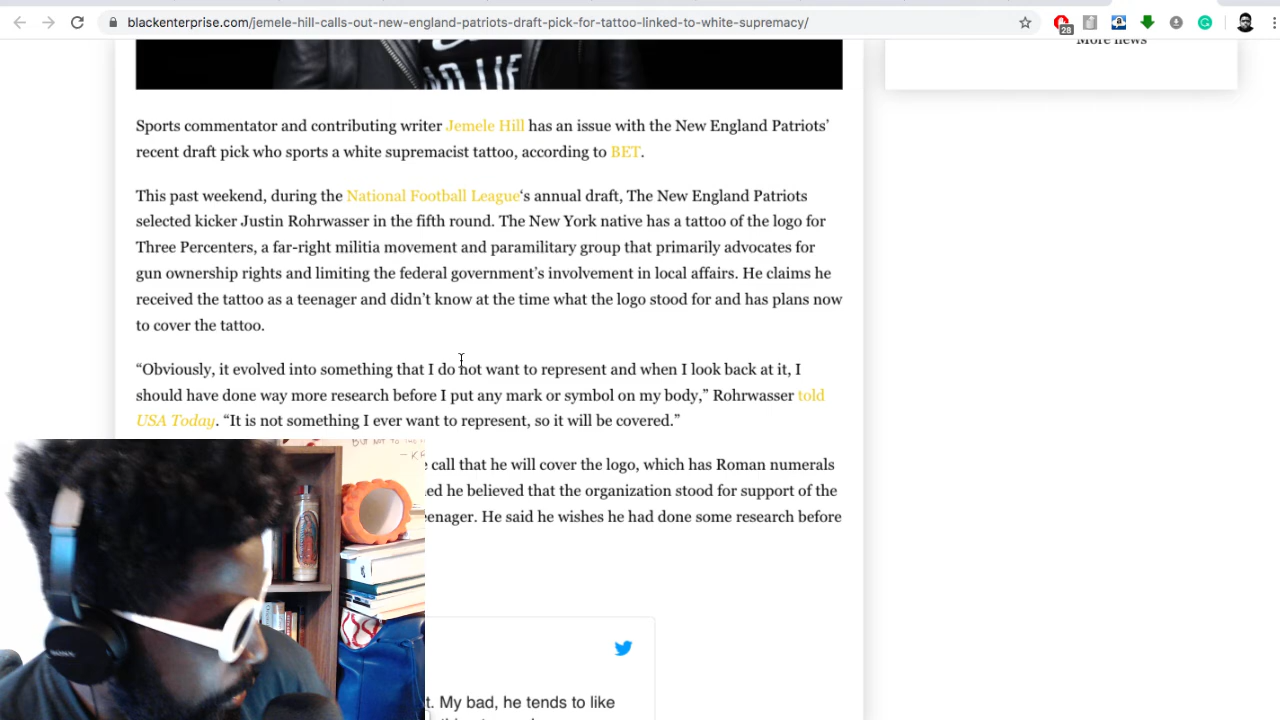 blackenterprise.com/jemele-hill-calls-out-new-england-patriots-draft-pick-for-tattoo-linked-to-white-supremacy/
28
More news
NO LIE
Sports commentator and contributing writer Jemele Hill has an issue with the New England Patriots’
recent draft pick who sports a white supremacist tattoo, according to BET.
This past weekend, during the National Football League‘s annual draft, The New England Patriots
selected kicker Justin Rohrwasser in the fifth round. The New York native has a tattoo of the logo for
Three Percenters, a far-right militia movement and paramilitary group that primarily advocates for
gun ownership rights and limiting the federal government’s involvement in local affairs. He claims he
received the tattoo as a teenager and didn’t know at the time what the logo stood for and has plans now
to cover the tattoo.
“Obviously, it evolved into something that I do not want to represent and when I look back at it, I
should have done way more research before I put any mark or symbol on my body,” Rohrwasser told
USA Today. “It is not something I ever want to represent, so it will be covered.”
call that he will cover the logo, which has Roman numerals
he believed that the organization stood for support of the
He said he wishes he had done some research before
t. My bad, he tends to like